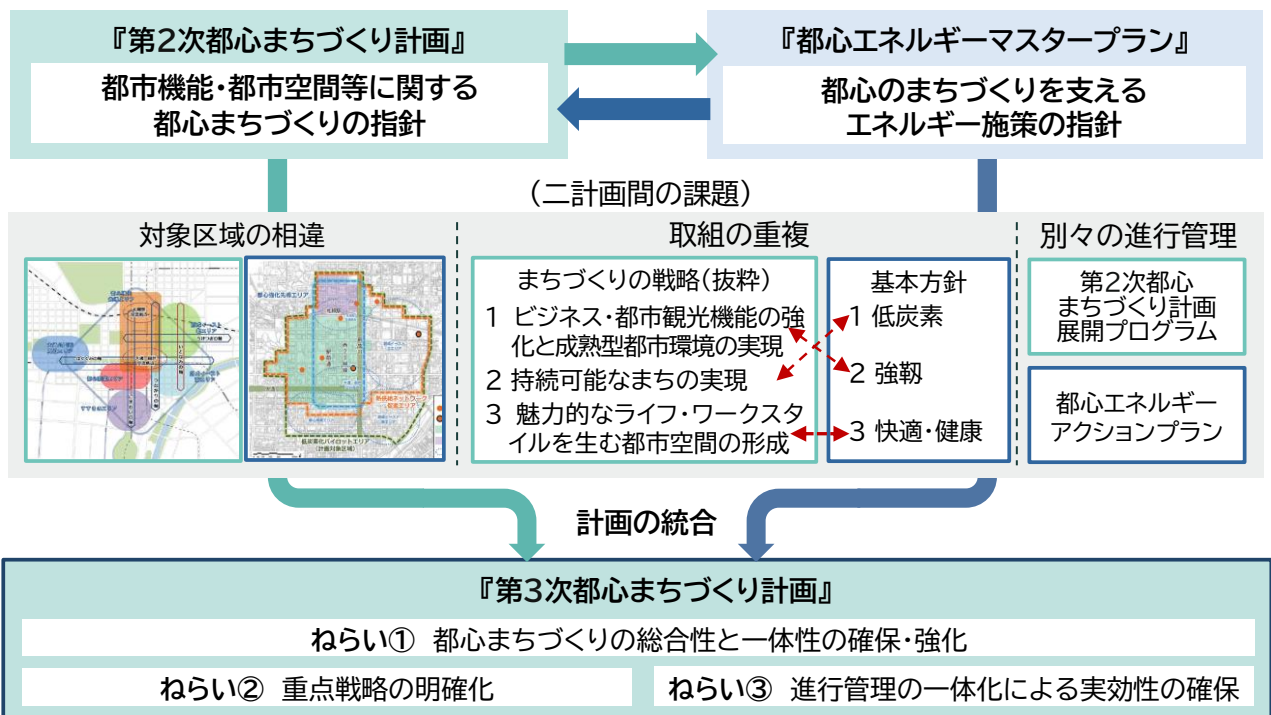 『第2次都心まちづくり計画』
都市機能・都市空間等に関する
都心まちづくりの指針
『都心エネルギーマスタープラン』
都心のまちづくりを支える
エネルギー施策の指針
(二計画間の課題)
対象区域の相違
取組の重複
まちづくりの戦略(抜粋)
1 ビジネス・都市観光機能の強
化と成熟型都市環境の実現
2 持続可能なまちの実現
3 魅力的なライフ・ワークスタ
イルを生む都市空間の形成
基本方針
1 低炭素
2 強靱
3 快適・健康
別々の進行管理
第2次都心
まちづくり計画
展開プログラム
都心エネルギー
アクションプラン
計画の統合
『第3次都心まちづくり計画』
ねらい① 都心まちづくりの総合性と一体性の確保・強化
ねらい② 重点戦略の明確化
ねらい③ 進行管理の一体化による実効性の確保